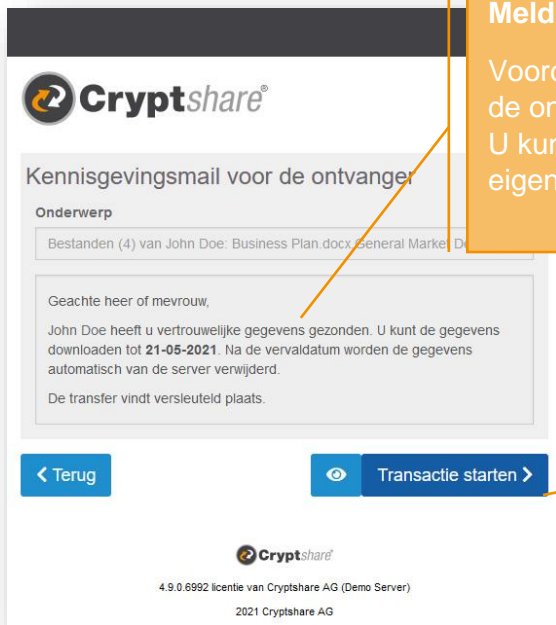 Meld
Cryptshare®
Kennisgevingsmail voor de ontvanger
Onderwerp
Bestanden (4) van John Doe: Business Plan.docx,General Market
Geachte heer of mevrouw,
John Doe heeft u vertrouwelijke gegevens gezonden. U kunt de gegevens
downloaden tot 21-05-2021. Na de vervaldatum worden de gegevens
automatisch van de server verwijderd.
De transfer vindt versleuteld plaats.
Terug
Transactie starten
Cryptshare
4.9.0.6992 licentie van Cryptshare AG (Demo Server)
2021 Cryptshare AG
Voord
de on
U kun
eigen